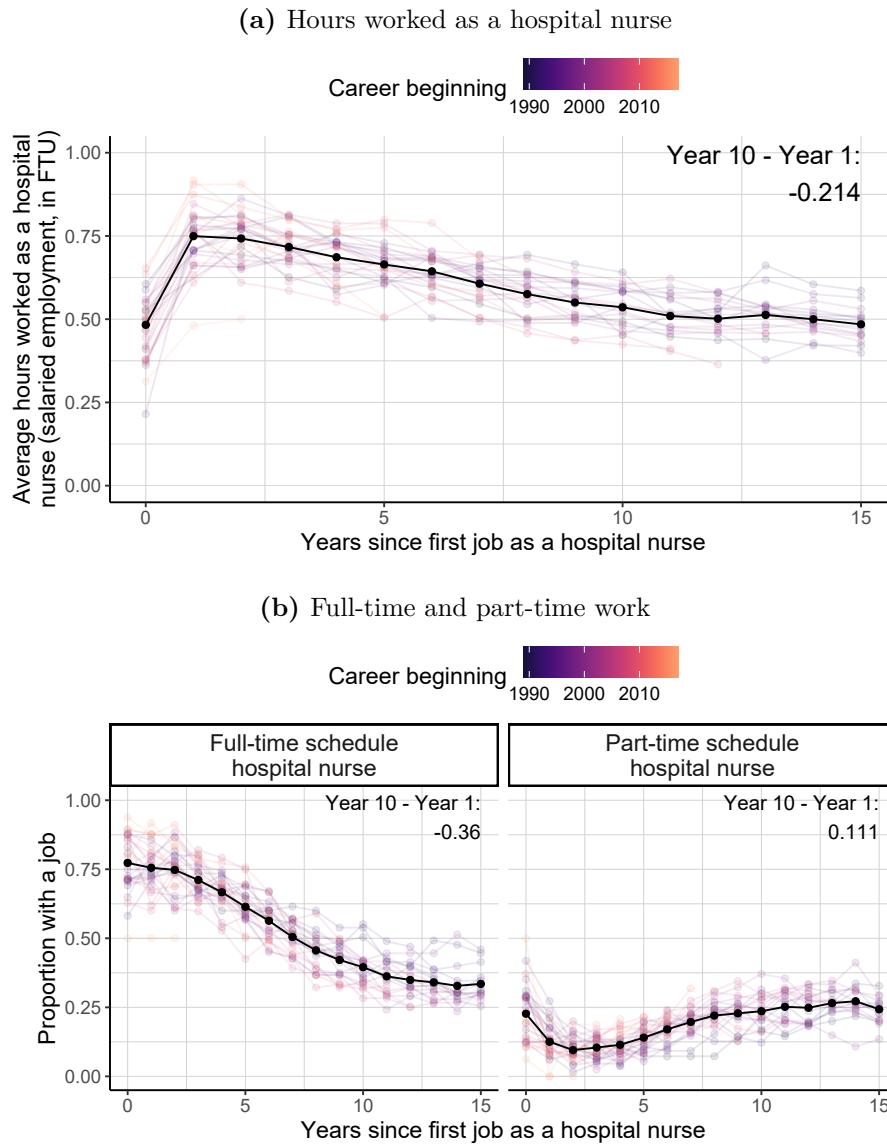 (a) Hours worked as a hospital nurse
Career beginning
1990 2000 2010
Average hours worked as a hospital
nurse (salaried employment, in FTU)
1.00
0.75
0.50
0.25
0.00
Year 10 - Year 1:
-0.214
0 5 10 15
Years since first job as a hospital nurse
(b) Full-time and part-time work
Career beginning
1990 2000 2010
Full-time schedule
hospital nurse
Part-time schedule
hospital nurse
Proportion with a job
1.00
0.75
0.50
0.25
0.00
Year 10 - Year 1:
-0.36
Year 10 - Year 1:
0.111
0 5 10 15 0 5 10 15
Years since first job as a hospital nurse